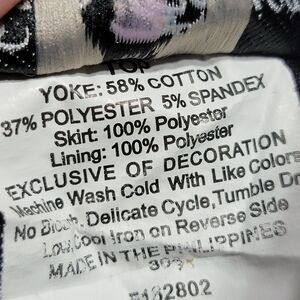 TOP
YOKE: 58% COTTON
37% POLYESTER 5% SPANDEX
Skirt: 100% Polyester
Lining: 100% Polyester
EXCLUSIVE OF DECORATION
Machine Wash Cold With Like Colors
No Bleach, Delicate Cycle, Tumble Dr
Low, Cool Iron on Reverse Side
MADE IN THE PHILIPPINES
182802